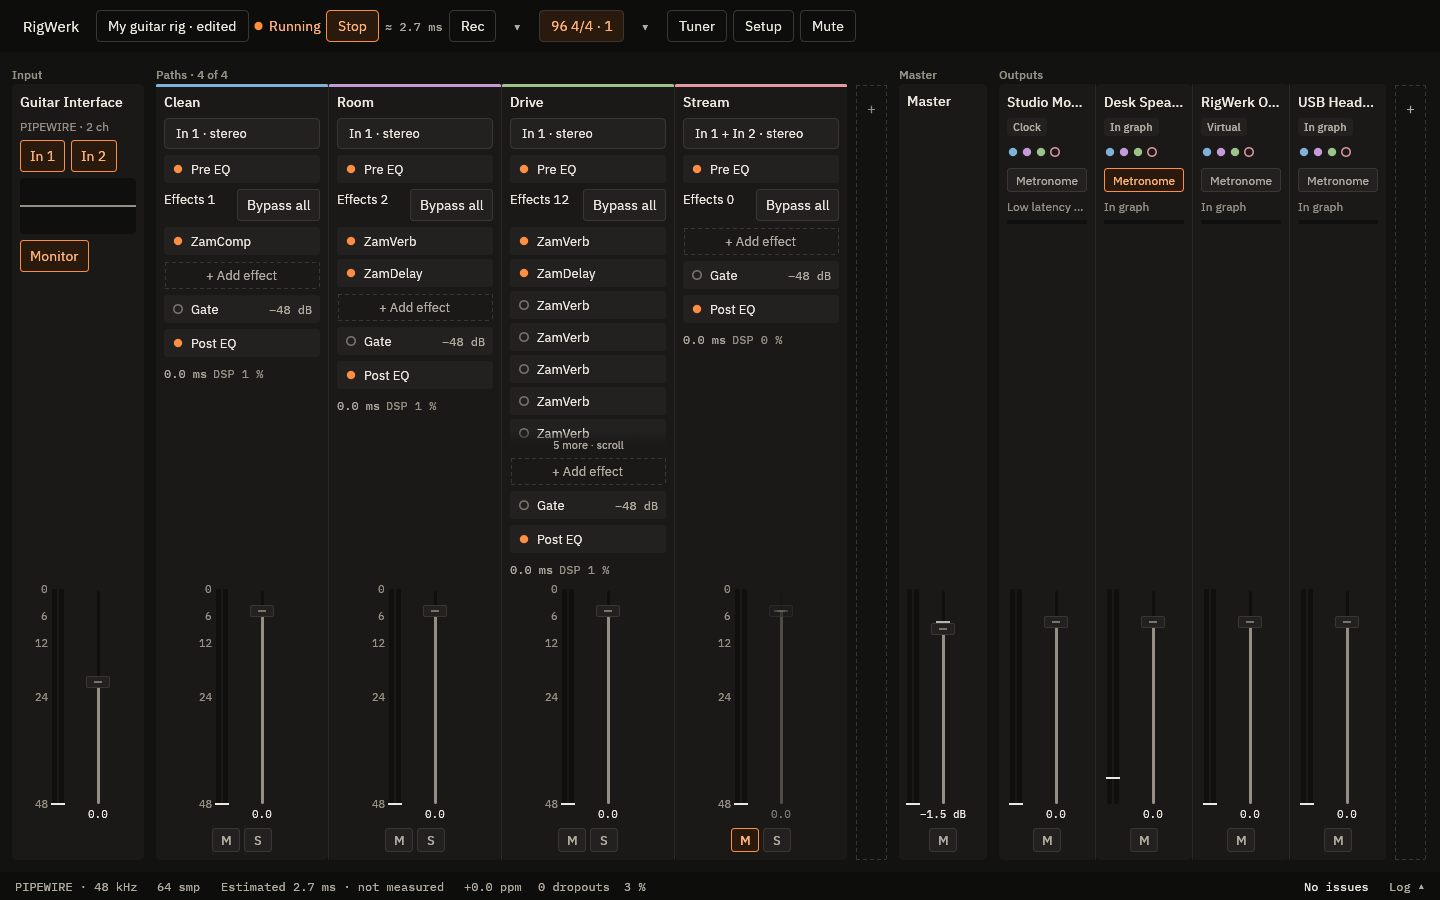 RigWerk
My guitar rig · edited
Running
Stop
≈ 2.7 ms
Rec
▾
96 4/4 · 1
▾
Tuner
Setup
Mute
Input
Guitar Interface
PIPEWIRE · 2 ch
In 1
In 2
Monitor
0
6
12
24
48
0.0
Paths · 4 of 4
Clean
In 1 · stereo
Pre EQ
Effects 1
Bypass all
ZamComp
+ Add effect
Gate −48 dB
Post EQ
0.0 ms DSP 1 %
0
6
12
24
48
0.0
M S
Room
In 1 · stereo
Pre EQ
Effects 2
Bypass all
ZamVerb
ZamDelay
+ Add effect
Gate −48 dB
Post EQ
0.0 ms DSP 1 %
0
6
12
24
48
0.0
M S
Drive
In 1 · stereo
Pre EQ
Effects 12
Bypass all
ZamVerb
ZamDelay
ZamVerb
ZamVerb
ZamVerb
ZamVerb
ZamVerb
5 more · scroll
+ Add effect
Gate −48 dB
Post EQ
0.0 ms DSP 1 %
0
6
12
24
48
0.0
M S
Stream
In 1 + In 2 · stereo
Pre EQ
Effects 0
Bypass all
+ Add effect
Gate −48 dB
Post EQ
0.0 ms DSP 0 %
0
6
12
24
48
0.0
M S
+
Master
Master
−1.5 dB
M
Outputs
Studio Mo...
Clock
Metronome
Low latency ...
0.0
M
Desk Spea...
In graph
Metronome
In graph
0.0
M
RigWerk O...
Virtual
Metronome
In graph
0.0
M
USB Head...
In graph
Metronome
In graph
0.0
M
+
PIPEWIRE · 48 kHz 64 smp Estimated 2.7 ms · not measured +0.0 ppm 0 dropouts 3 % No issues Log ▴